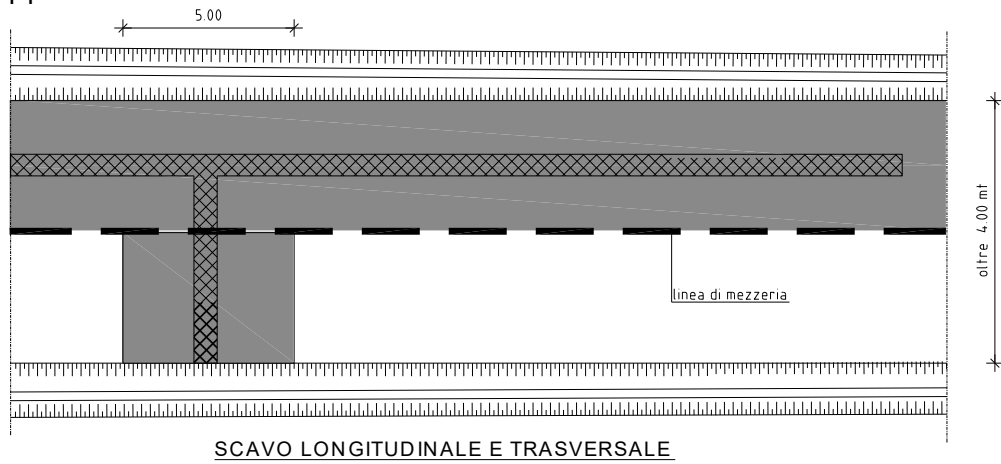 5.00
oltre 4.00 mt
linea di mezzeria
SCAVO LONGITUDINALE E TRASVERSALE